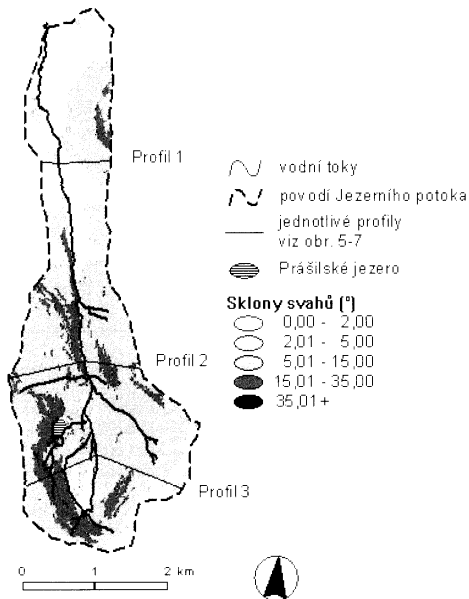 Profil 1
vodní toky
povodí Jezerního potoka
jednotlivé profily
viz obr. 5-7
Prášilské jezero
Sklony svahů (°)
0,00 - 2,00
2,01 - 5,00
5,01 - 15,00
15,01 - 35,00
35,01 +
Profil 2
Profil 3
0 1 2 km